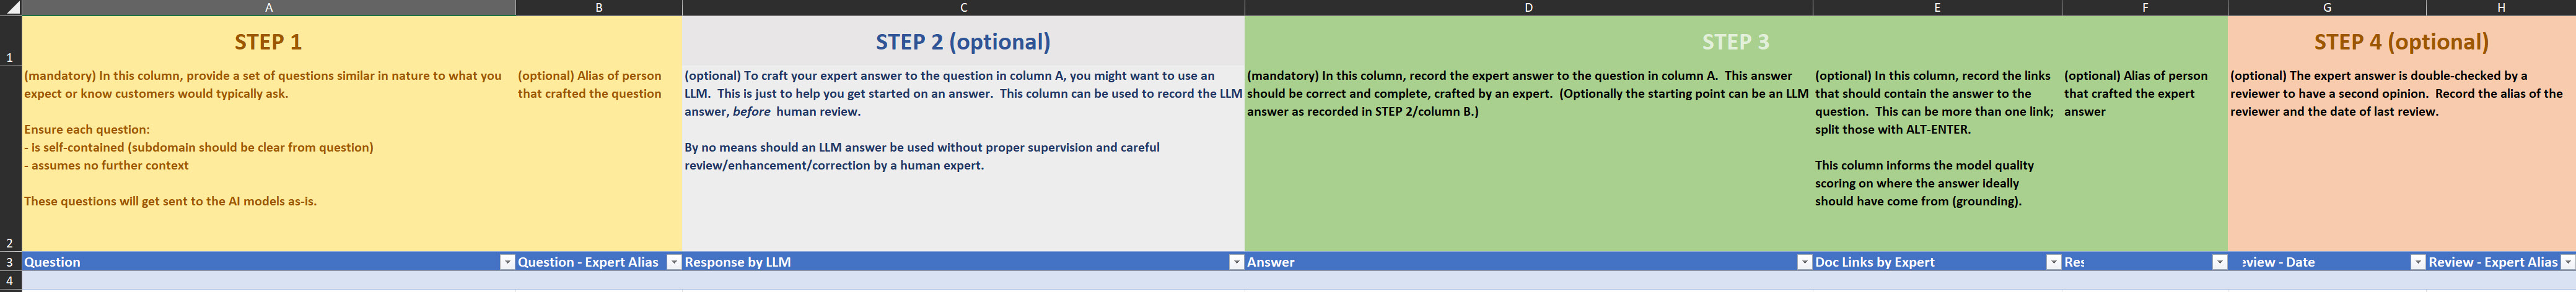 A B C D E F G H
1
STEP 1
STEP 2 (optional)
STEP 3
STEP 4 (optional)
2
(mandatory) In this column, provide a set of questions similar in nature to what you
expect or know customers would typically ask.
Ensure each question:
- is self-contained (subdomain should be clear from question)
- assumes no further context
These questions will get sent to the AI models as-is.
(optional) Alias of person
that crafted the question
(optional) To craft your expert answer to the question in column A, you might want to use an
LLM.  This is just to help you get started on an answer.  This column can be used to record the LLM
answer, before  human review.
By no means should an LLM answer be used without proper supervision and careful
review/enhancement/correction by a human expert.
(mandatory) In this column, record the expert answer to the question in column A.  This answer
should be correct and complete, crafted by an expert.  (Optionally the starting point can be an LLM
answer as recorded in STEP 2/column B.)
(optional) In this column, record the links
that should contain the answer to the
question.  This can be more than one link;
split those with ALT-ENTER.
This column informs the model quality
scoring on where the answer ideally
should have come from (grounding).
(optional) Alias of person
that crafted the expert
answer
(optional) The expert answer is double-checked by a
reviewer to have a second opinion.  Record the alias of the
reviewer and the date of last review.
3 Question Question - Expert Alias Response by LLM Answer Doc Links by Expert - Date Review - Expert Alias
4